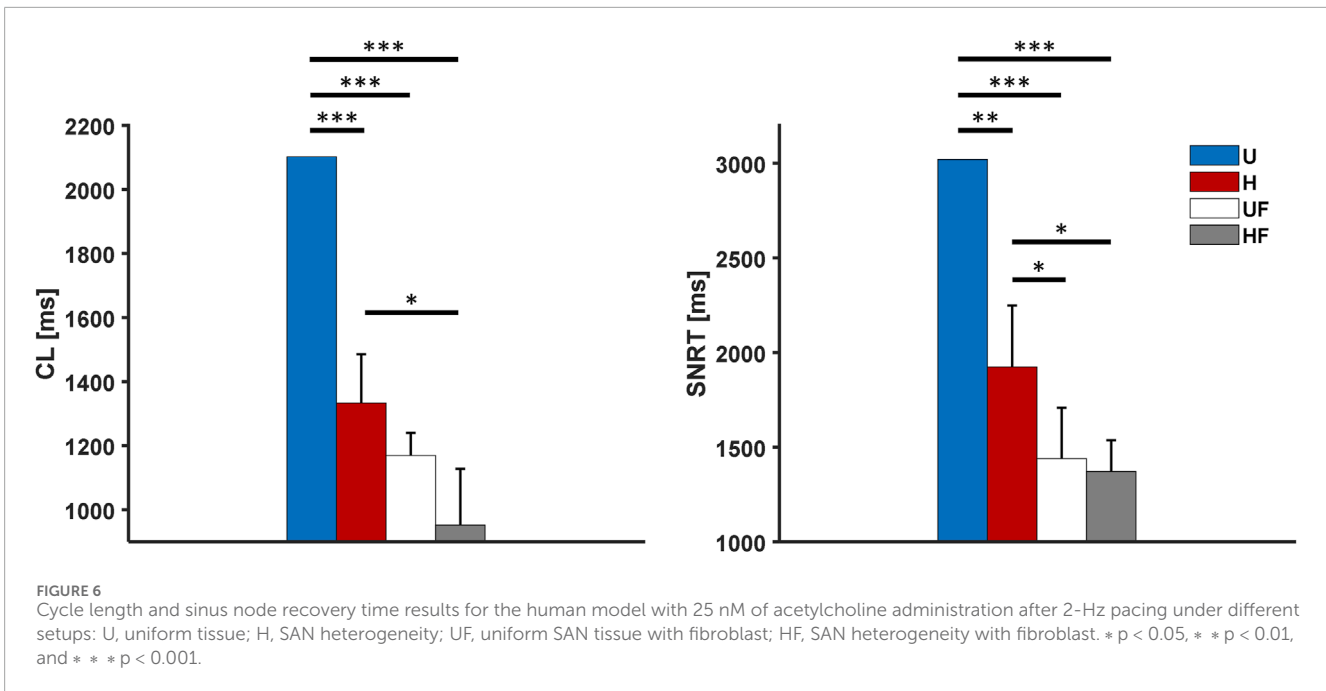 ***
***
***
2200
2000
1800
1600
1400
1200
1000
CL [ms]
*
***
***
**
3000
2500
2000
1500
1000
SNRT [ms]
*
*
U
H
UF
HF
FIGURE 6
Cycle length and sinus node recovery time results for the human model with 25 nM of acetylcholine administration after 2-Hz pacing under different
setups: U, uniform tissue; H, SAN heterogeneity; UF, uniform SAN tissue with fibroblast; HF, SAN heterogeneity with fibroblast. * p < 0.05, * * p < 0.01,
and * * * p < 0.001.